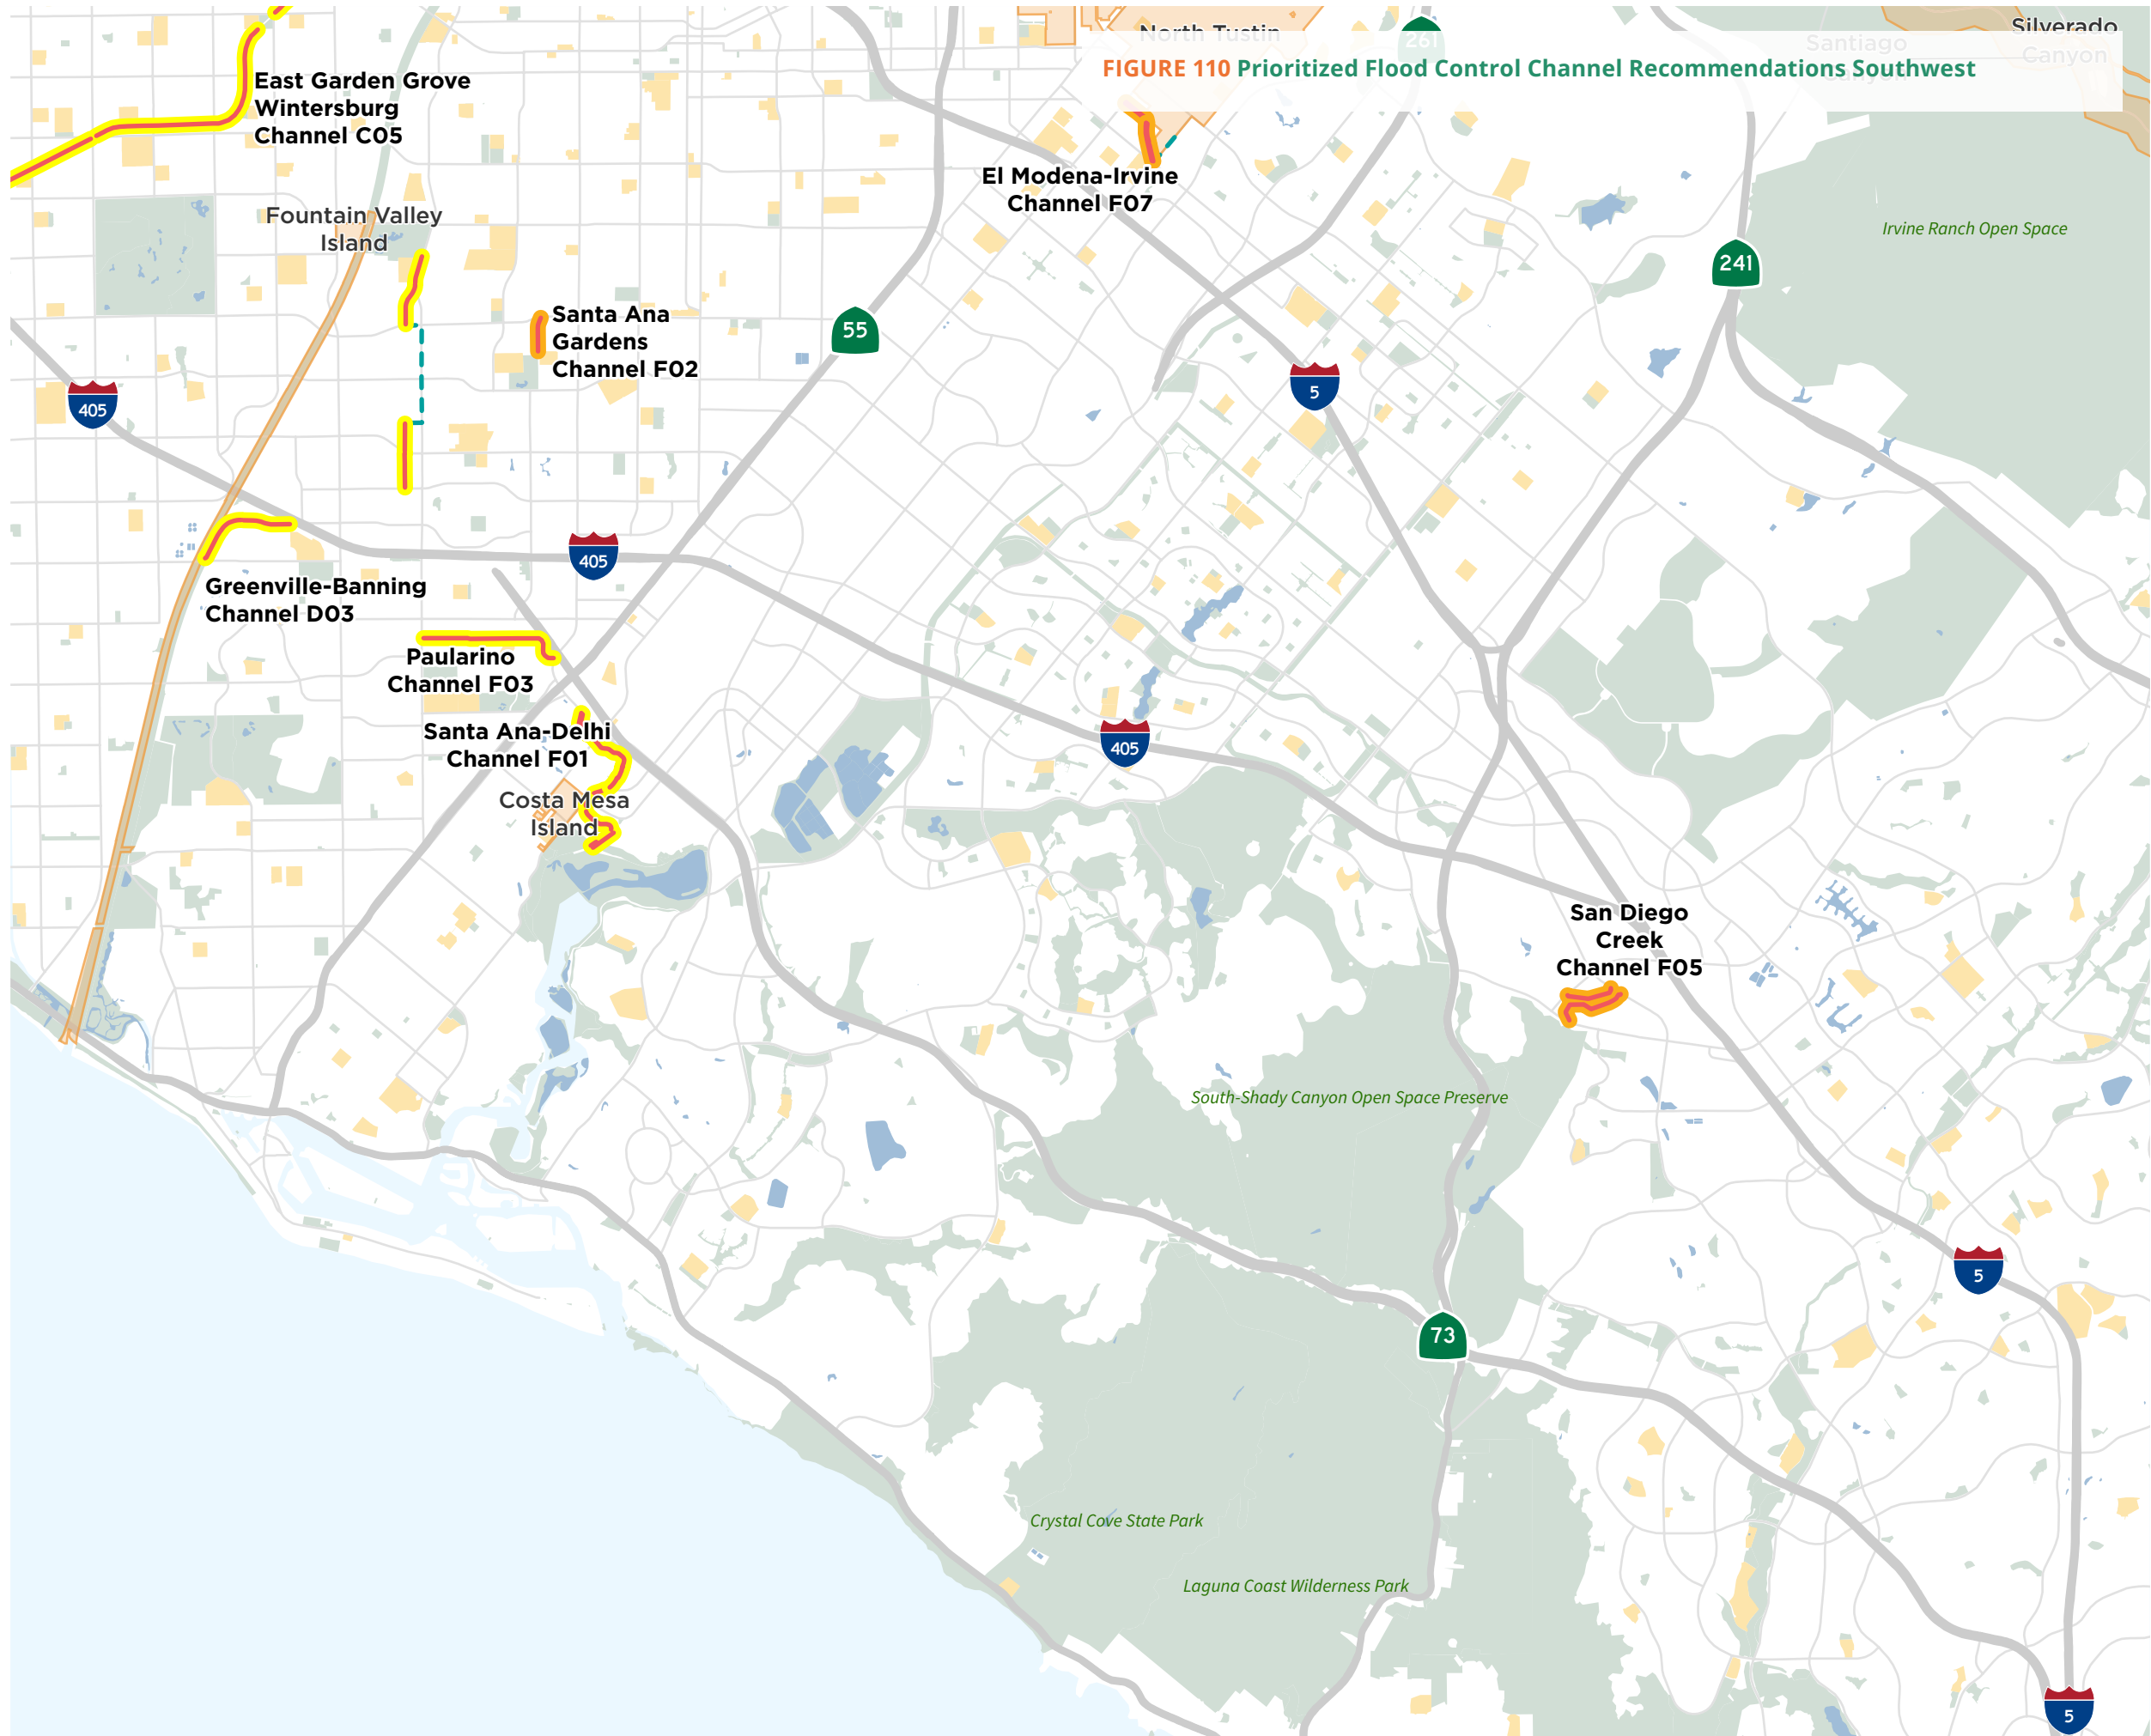 North Tustin
261
Silverado
Canyon
Santiago
Canyon
FIGURE 110 Prioritized Flood Control Channel Recommendations Southwest
East Garden Grove
Wintersburg
Channel C05
El Modena-Irvine
Channel F07
Fountain Valley
Island
Irvine Ranch Open Space
241
Santa Ana
Gardens
Channel F02
55
5
405
405
Greenville-Banning
Channel D03
Paularino
Channel F03
Santa Ana-Delhi
Channel F01
405
Costa Mesa
Island
San Diego
Creek
Channel F05
South-Shady Canyon Open Space Preserve
5
73
Crystal Cove State Park
Laguna Coast Wilderness Park
5